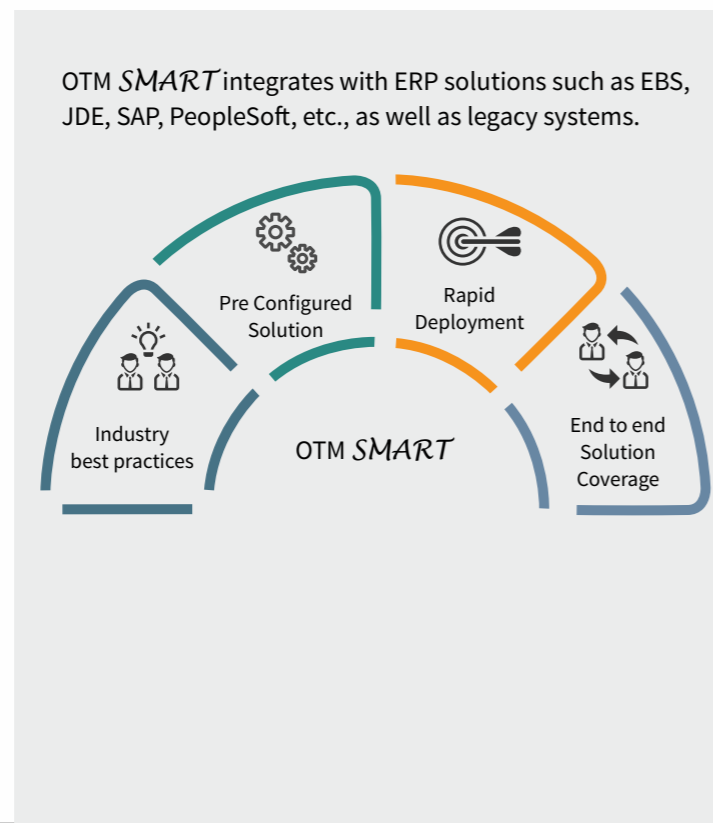 OTM SMART integrates with ERP solutions such as EBS,
JDE, SAP, PeopleSoft, etc., as well as legacy systems.
Pre Configured
Solution
Rapid
Deployment
Industry
best practices
End to end
Solution
Coverage
OTM SMART